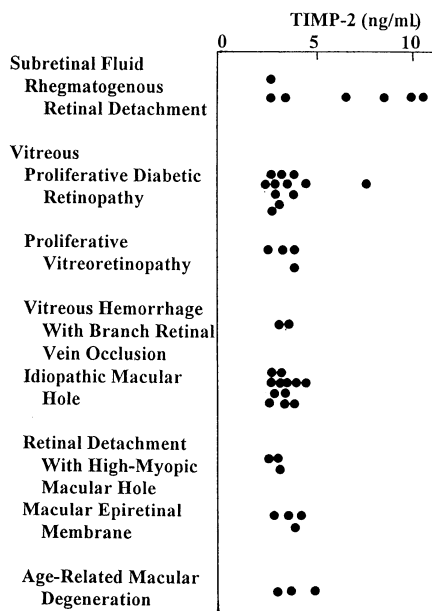 TIMP-2 (ng/ml)
0 5 10
Subretinal Fluid
Rhegmatogenous
Retinal Detachment
Vitreous
Proliferative Diabetic
Retinopathy
Proliferative
Vitreoretinopathy
Vitreous Hemorrhage
With Branch Retinal
Vein Occlusion
Idiopathic Macular
Hole
Retinal Detachment
With High-Myopic
Macular Hole
Macular Epiretinal
Membrane
Age-Related Macular
Degeneration